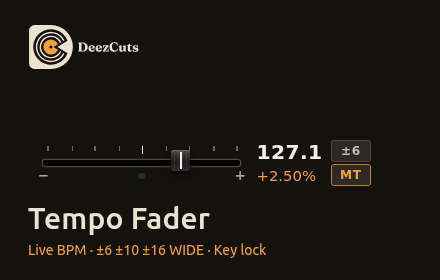 DeezCuts
127.1 ±6
− + +2.50% MT
Tempo Fader
Live BPM · ±6 ±10 ±16 WIDE · Key lock